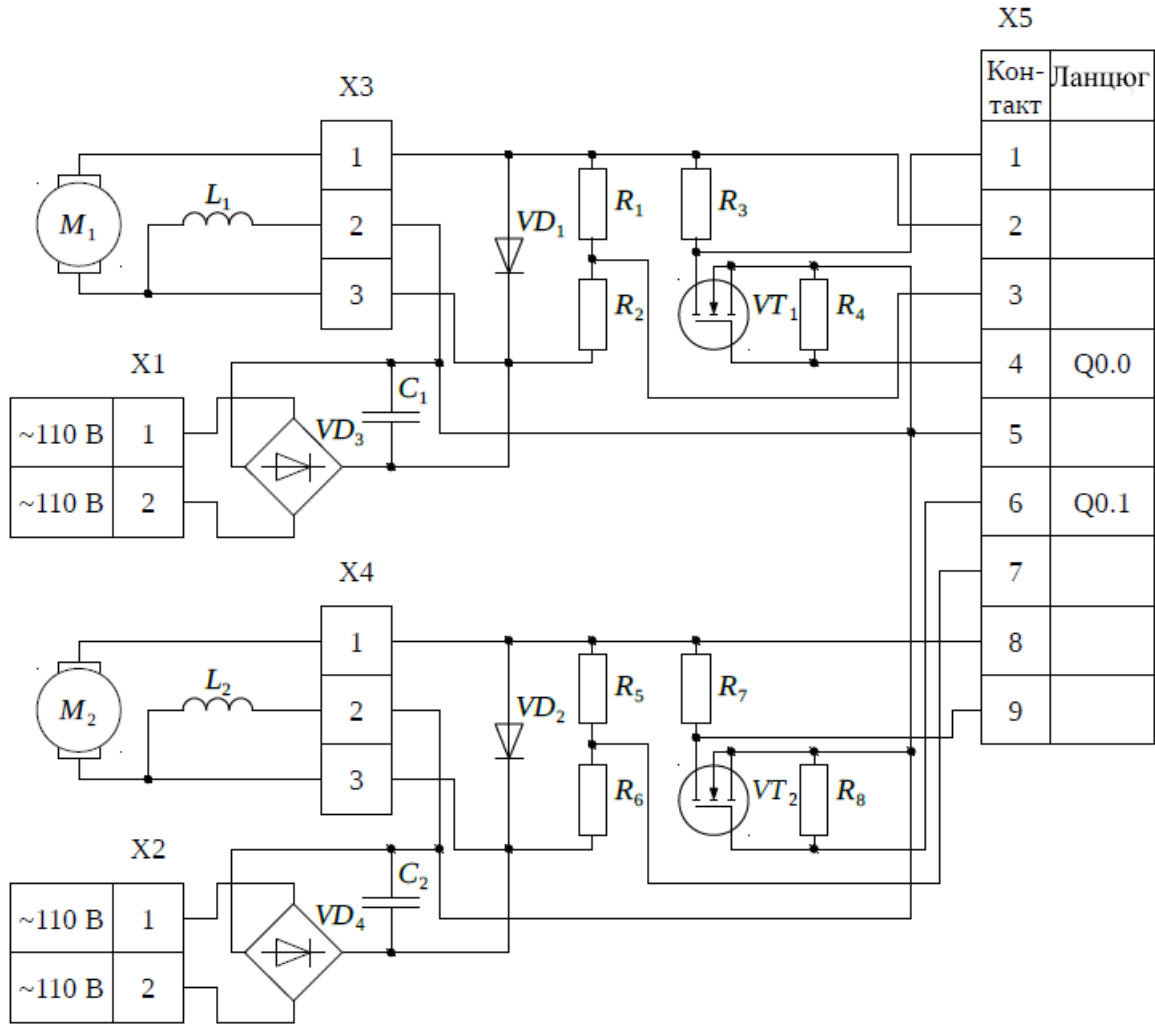 X5
Кон-
такт
Ланцюг
1
2
3
4 Q0.0
5
6 Q0.1
7
8
9
X3
1
2
3
M₁
L₁
VD₁
R₁
R₂
R₃
VT₁
R₄
X1
~110 В 1
~110 В 2
VD₃
C₁
X4
1
2
3
M₂
L₂
VD₂
R₅
R₆
R₇
VT₂
R₈
X2
~110 В 1
~110 В 2
VD₄
C₂